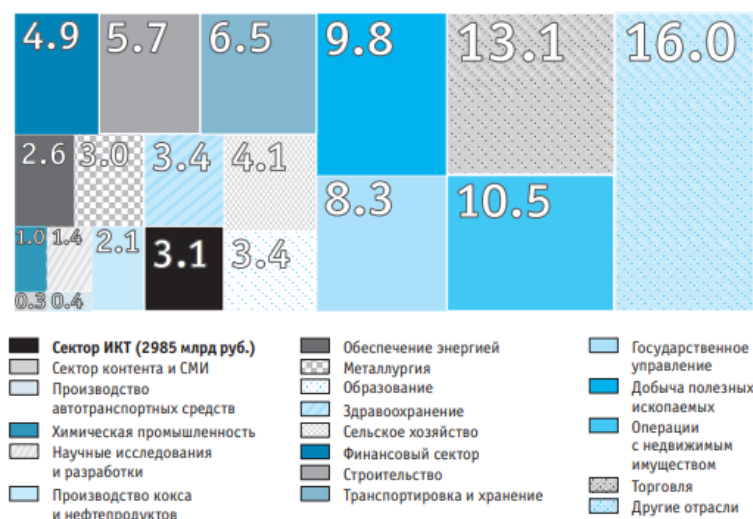 4.9 5.7 6.5 9.8 13.1 16.0
2.6 3.0 3.4 4.1
8.3 10.5
1.0 1.4 2.1 3.1 3.4
0.3 0.4
Сектор ИКТ (2985 млрд руб.)
Сектор контента и СМИ
Производство
автотранспортных средств
Химическая промышленность
Научные исследования
и разработки
Производство кокса
и нефтепродуктов
Обеспечение энергией
Металлургия
Образование
Здравоохранение
Сельское хозяйство
Финансовый сектор
Строительство
Транспортировка и хранение
Государственное
управление
Добыча полезных
ископаемых
Операции
с недвижимым
имуществом
Торговля
Другие отрасли